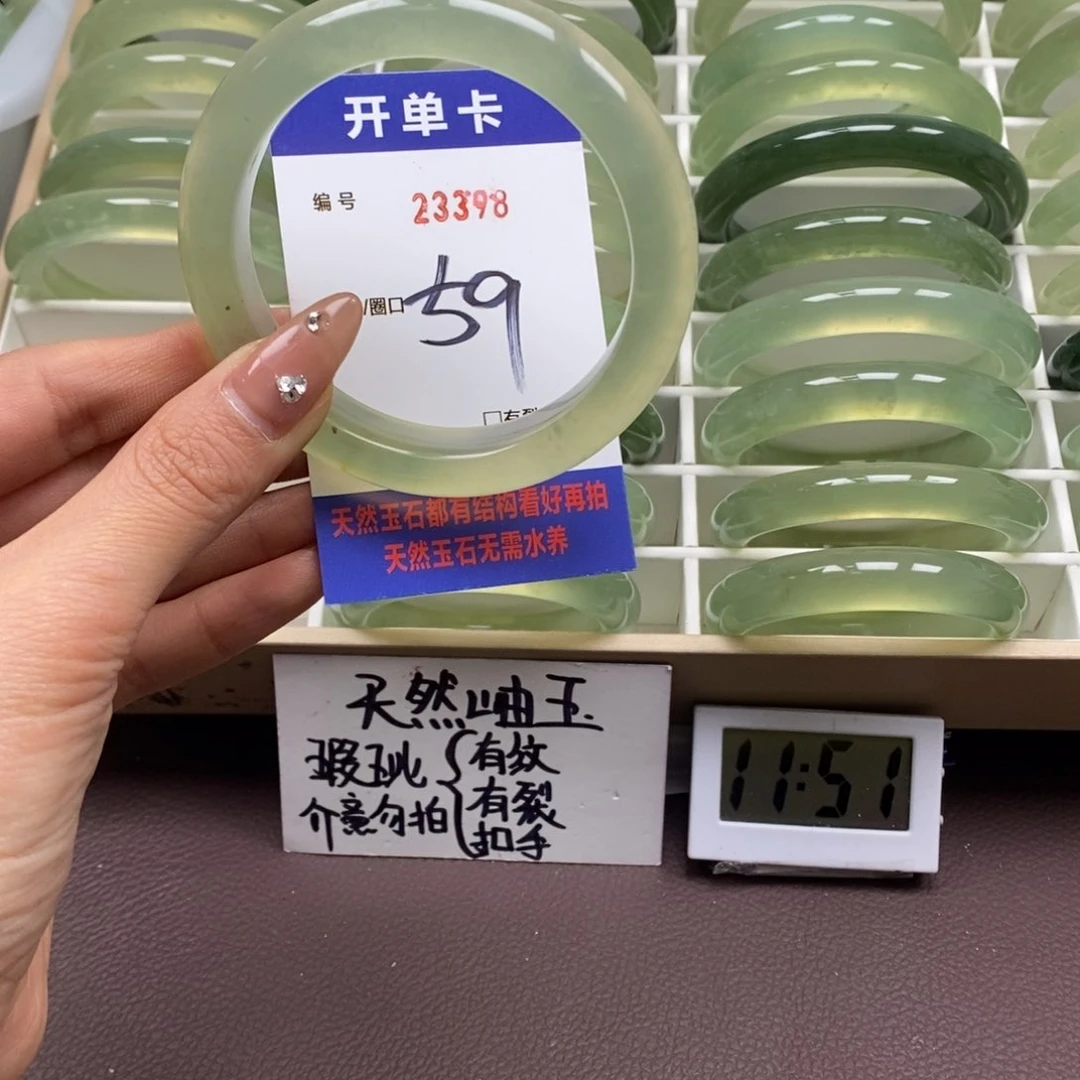 开单卡
编号 23398
/圈口 59
□有裂
天然玉石都有结构看好再拍
天然玉石无需水养
天然岫玉
瑕玼 有纹
介意勿拍 有裂
扣手
11:51